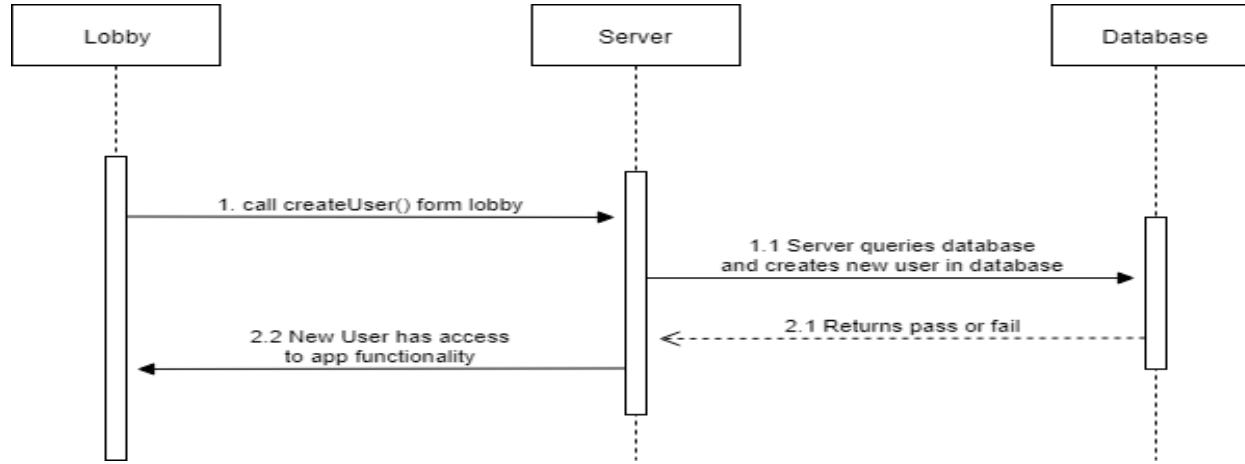 Lobby
Server
Database
1. call createUser() form lobby
1.1 Server queries database
and creates new user in database
2.1 Returns pass or fail
2.2 New User has access
to app functionality